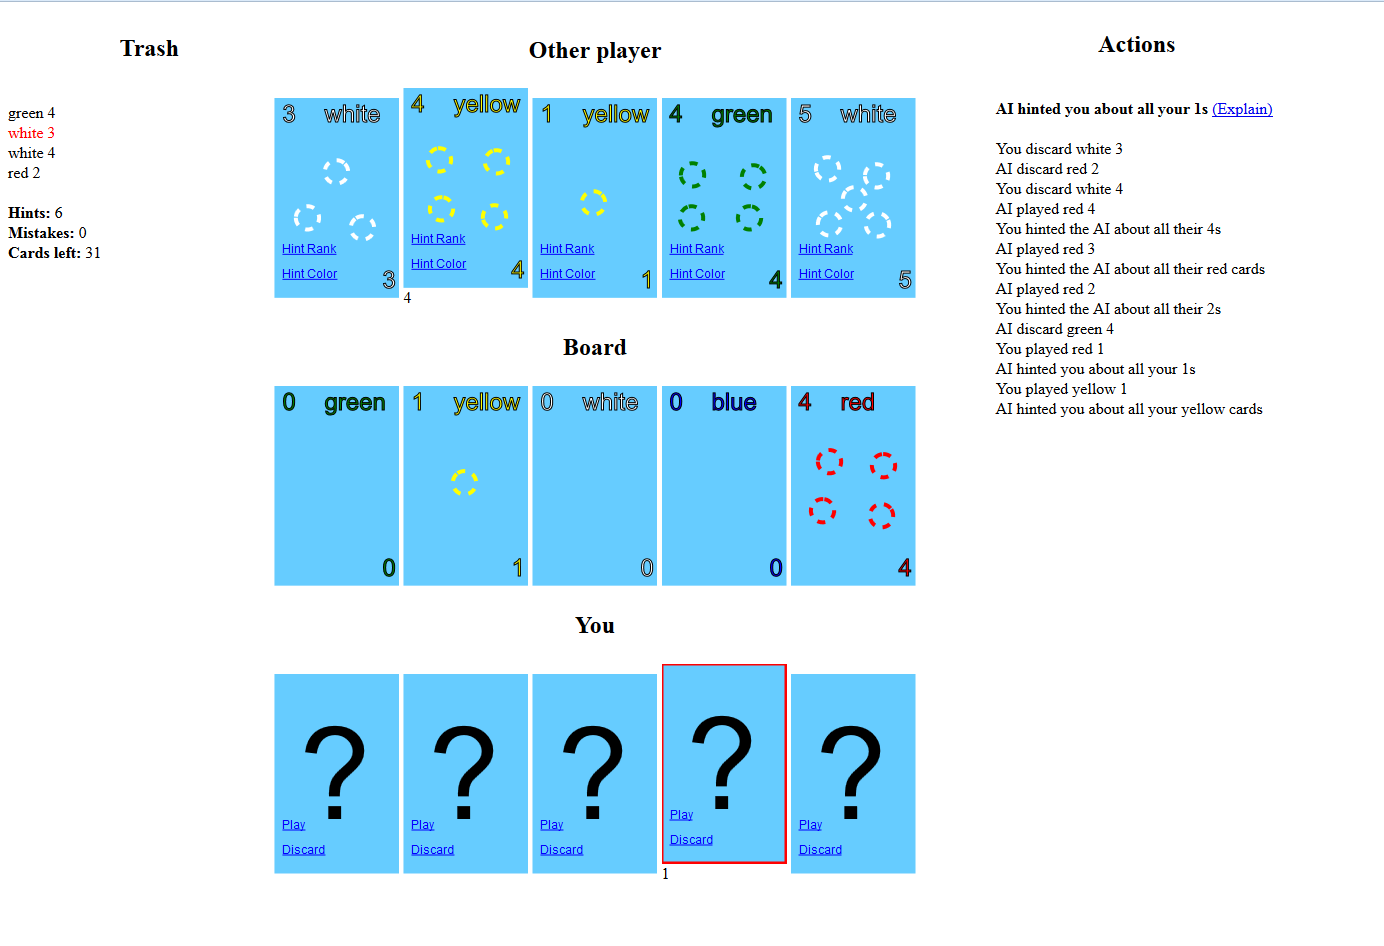 Trash
green 4
white 3
white 4
red 2
Hints: 6
Mistakes: 0
Cards left: 31
Other player
3 white
Hint Rank
Hint Color
3
4 yellow
Hint Rank
Hint Color
4
4
1 yellow
Hint Rank
Hint Color
1
4 green
Hint Rank
Hint Color
4
5 white
Hint Rank
Hint Color
5
Board
0 green
0
1 yellow
1
0 white
0
0 blue
0
4 red
4
You
?
Play
Discard
?
Play
Discard
?
Play
Discard
?
Play
Discard
1
?
Play
Discard
Actions
AI hinted you about all your 1s (Explain)
You discard white 3
AI discard red 2
You discard white 4
AI played red 4
You hinted the AI about all their 4s
AI played red 3
You hinted the AI about all their red cards
AI played red 2
You hinted the AI about all their 2s
AI discard green 4
You played red 1
AI hinted you about all your 1s
You played yellow 1
AI hinted you about all your yellow cards